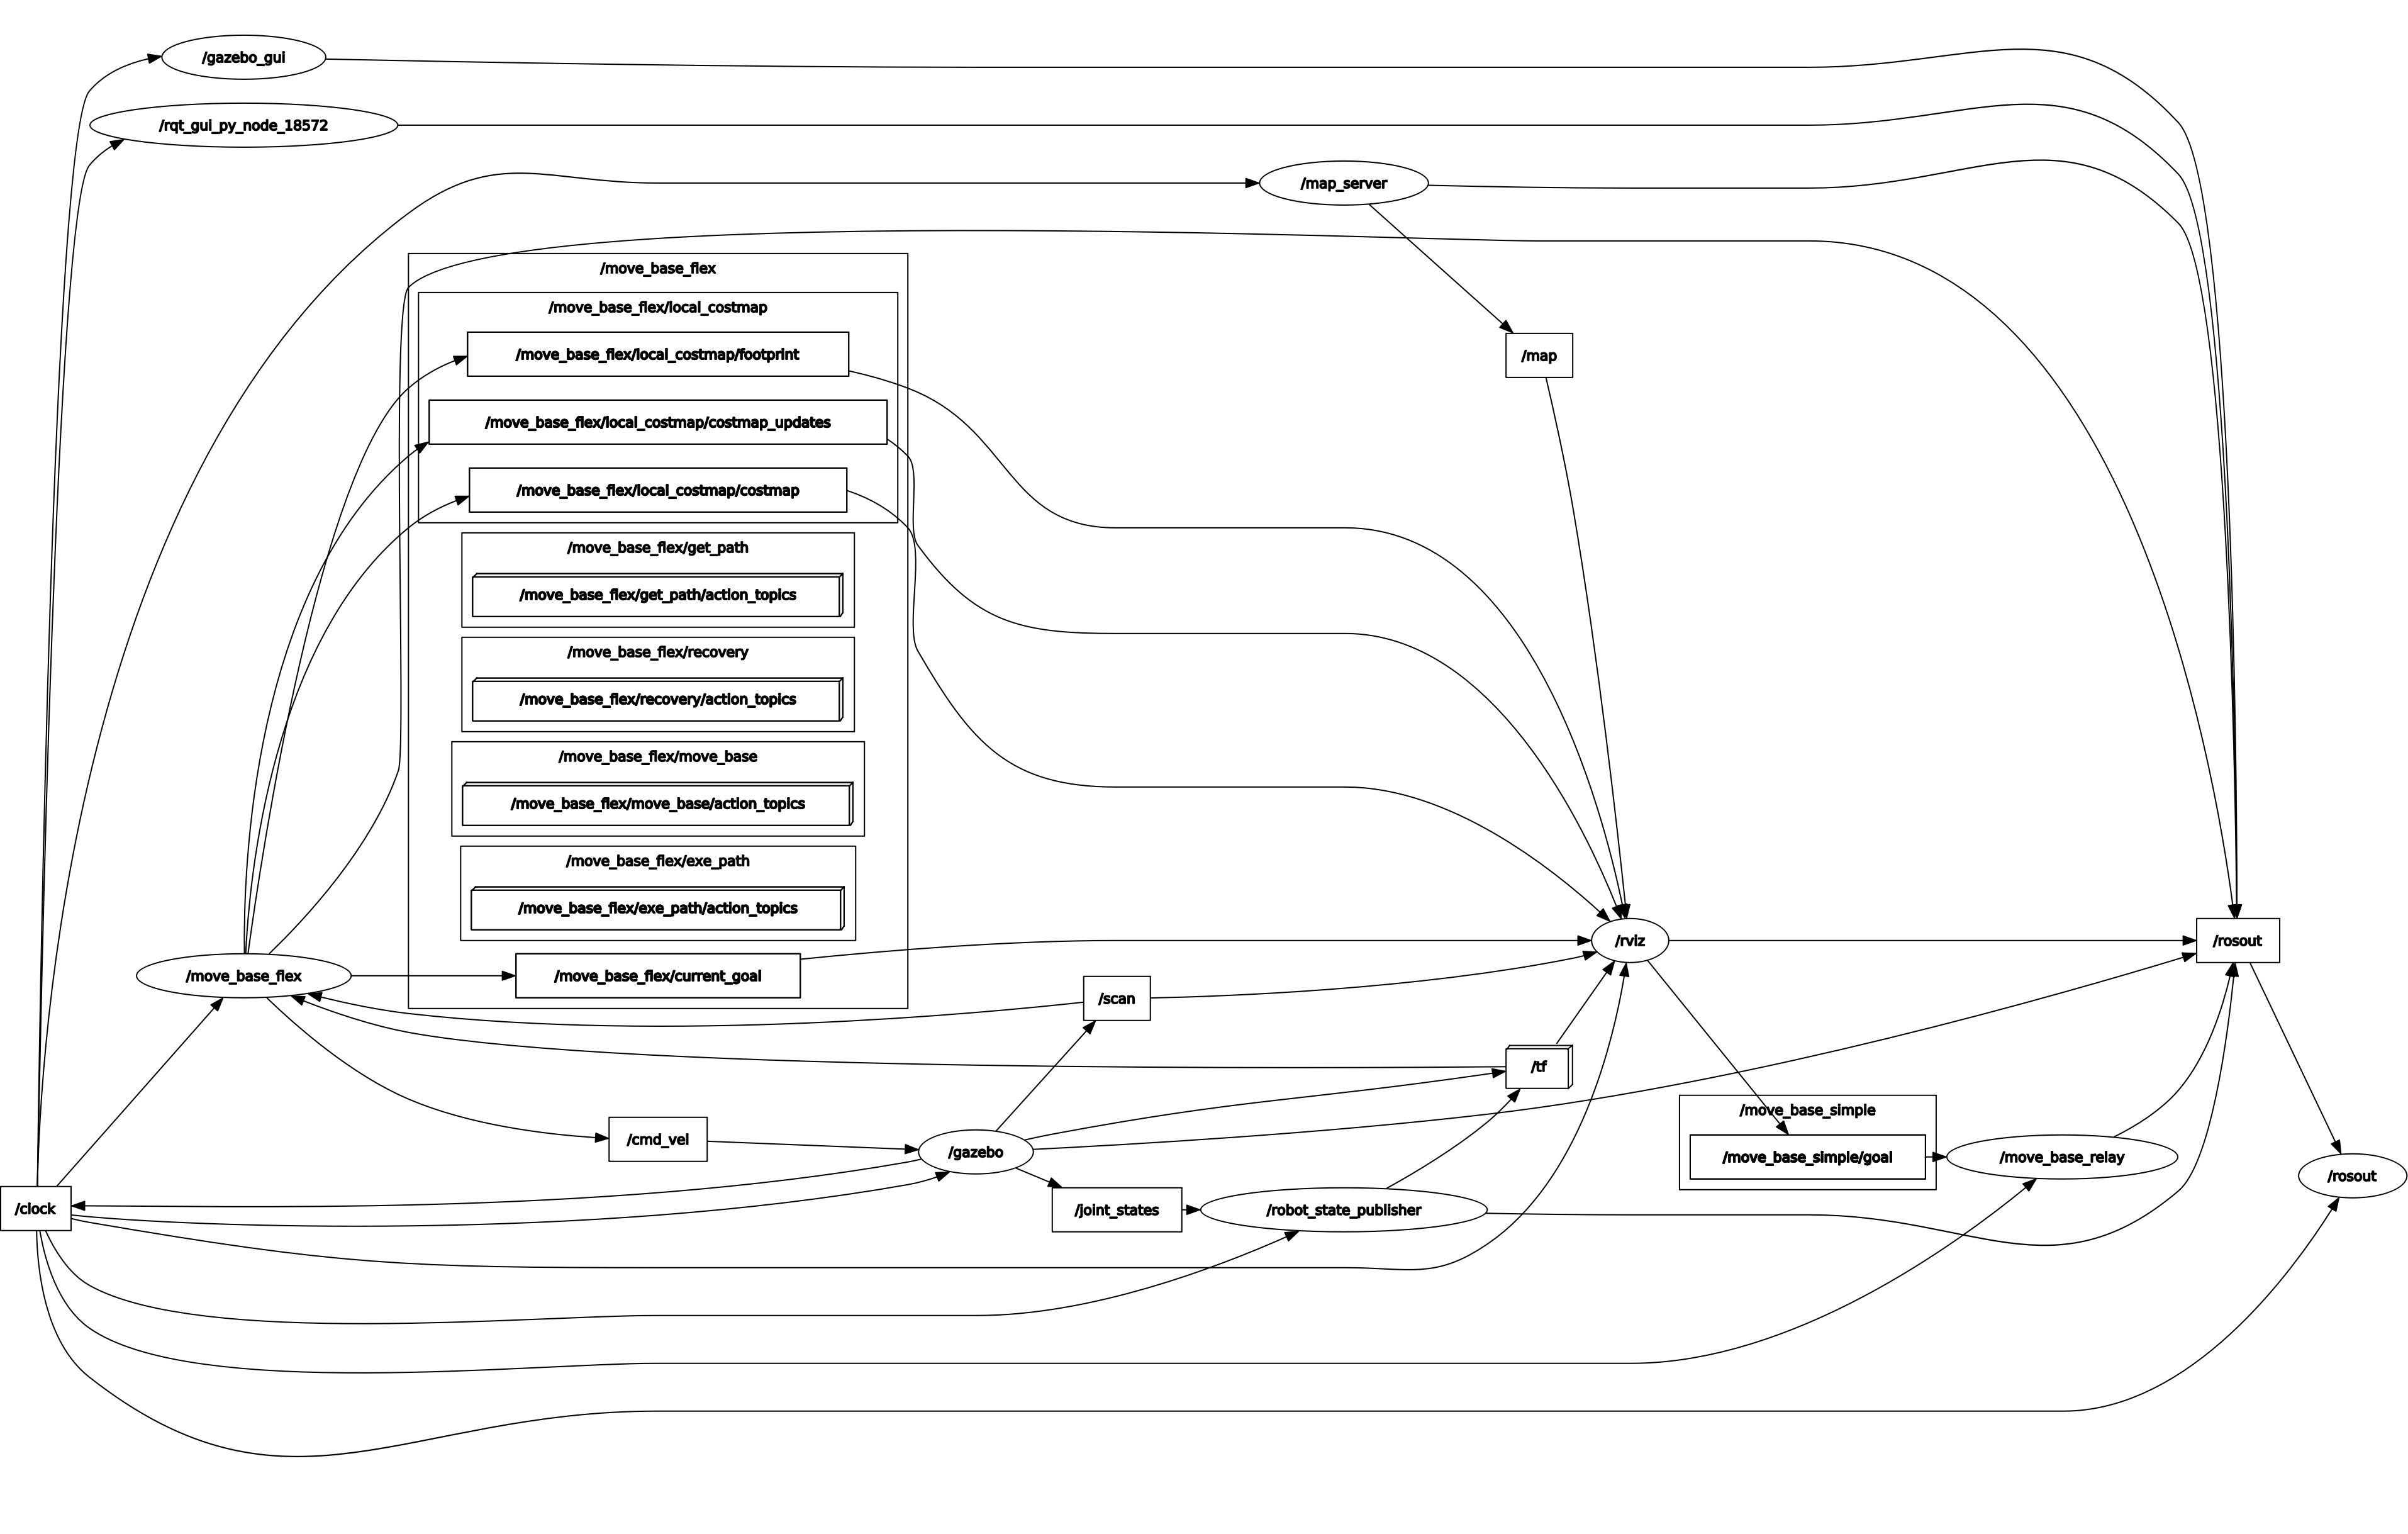 /gazebo_gui
/rqt_gui_py_node_18572
/map_server
/move_base_flex
/move_base_flex/local_costmap
/move_base_flex/local_costmap/footprint
/map
/move_base_flex/local_costmap/costmap_updates
/move_base_flex/local_costmap/costmap
/move_base_flex/get_path
/move_base_flex/get_path/action_topics
/move_base_flex/recovery
/move_base_flex/recovery/action_topics
/move_base_flex/move_base
/move_base_flex/move_base/action_topics
/move_base_flex/exe_path
/move_base_flex/exe_path/action_topics
/rviz
/rosout
/move_base_flex
/move_base_flex/current_goal
/scan
/tf
/move_base_simple
/cmd_vel
/gazebo
/move_base_simple/goal
/move_base_relay
/rosout
/clock
/joint_states
/robot_state_publisher